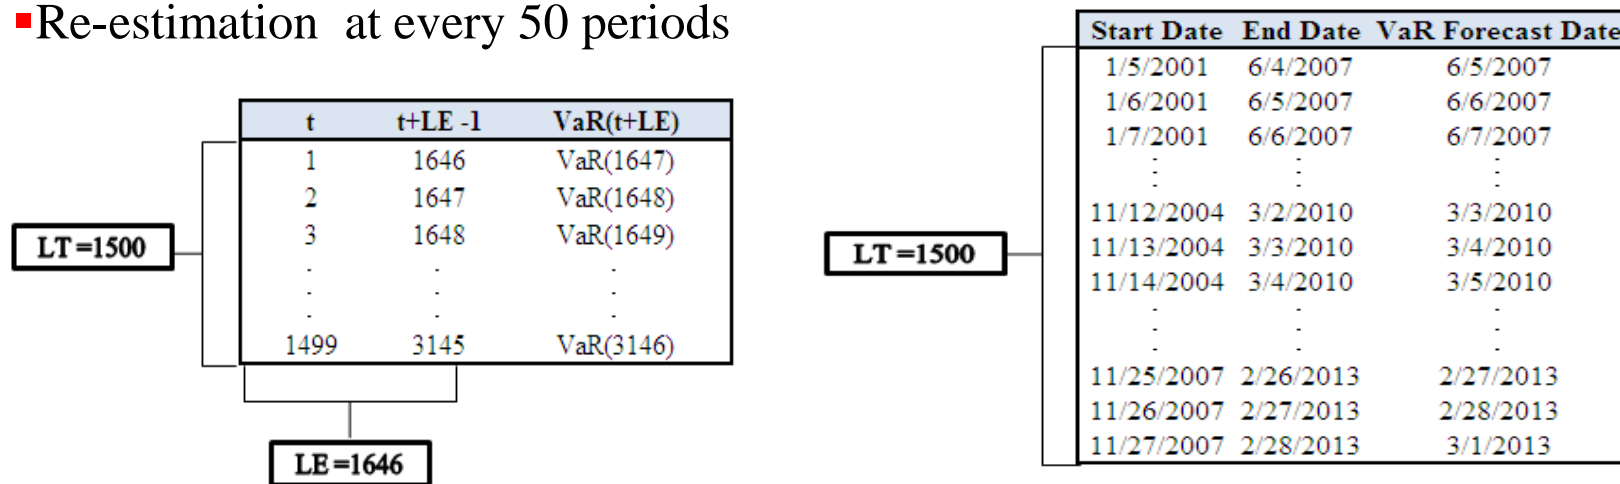 ▪Re-estimation at every 50 periods
t t+LE -1 VaR(t+LE)
1 1646 VaR(1647)
2 1647 VaR(1648)
3 1648 VaR(1649)
. . .
. . .
. . .
1499 3145 VaR(3146)
LT=1500
LE=1646
Start Date End Date VaR Forecast Date
1/5/2001 6/4/2007 6/5/2007
1/6/2001 6/5/2007 6/6/2007
1/7/2001 6/6/2007 6/7/2007
: : :
: : :
11/12/2004 3/2/2010 3/3/2010
11/13/2004 3/3/2010 3/4/2010
11/14/2004 3/4/2010 3/5/2010
: : :
: : :
11/25/2007 2/26/2013 2/27/2013
11/26/2007 2/27/2013 2/28/2013
11/27/2007 2/28/2013 3/1/2013
LT=1500